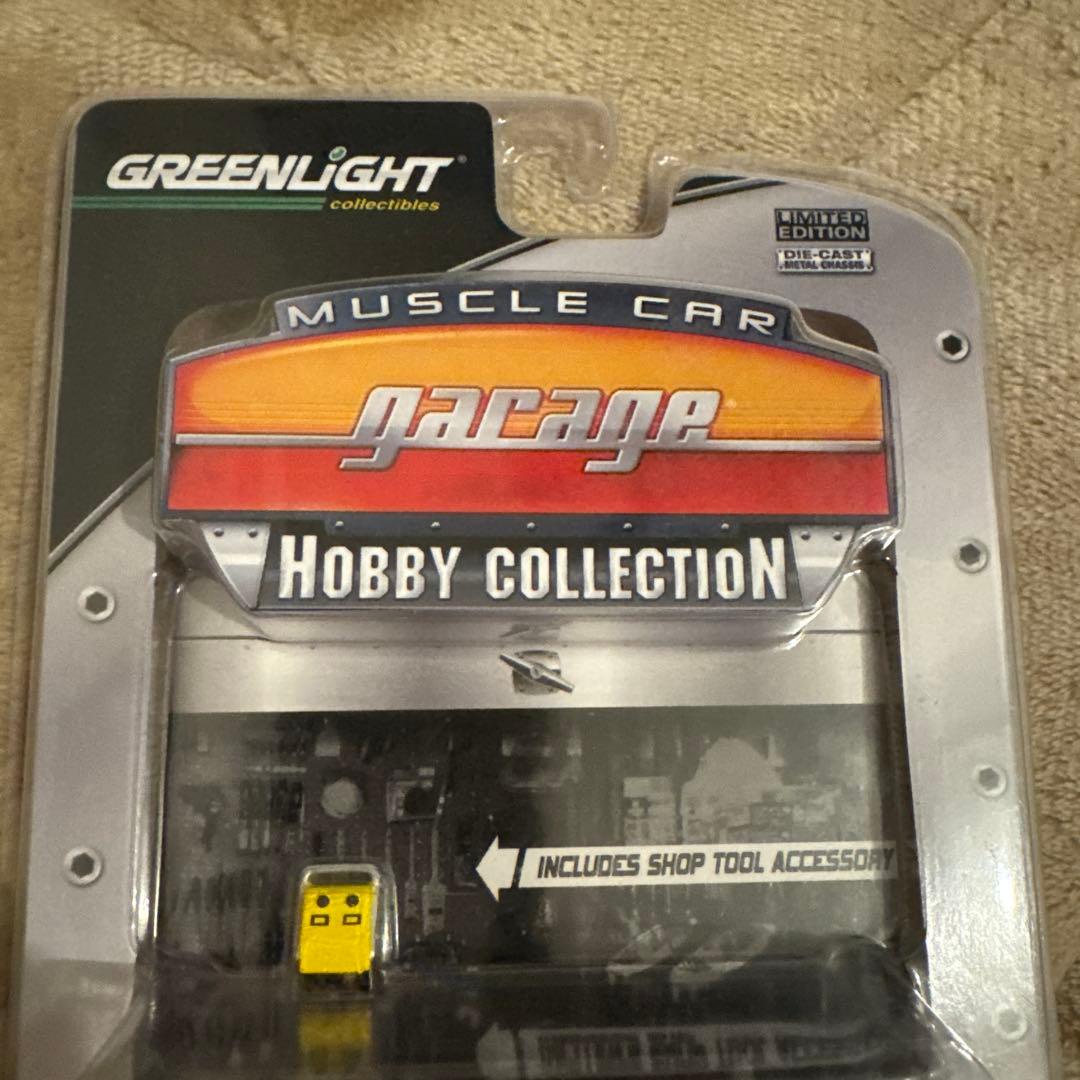 GREENLiGHT®
collectibles
LIMITED
EDITION
DIE-CAST
METAL CHASSIS
MUSCLE CAR
garage
HOBBY COLLECTION
INCLUDES SHOP TOOL ACCESSORY